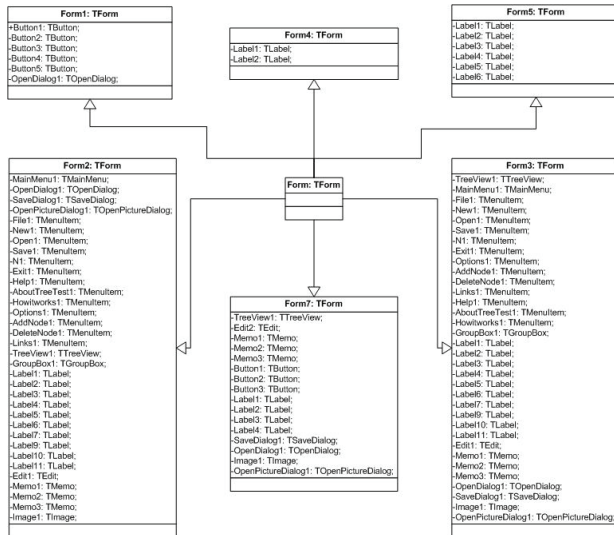 Form1: TForm
+Button1: TButton;
-Button2: TButton;
-Button3: TButton;
-Button4: TButton;
-Button5: TButton;
-OpenDialog1: TOpenDialog;
Form4: TForm
-Label1: TLabel;
-Label2: TLabel;
Form5: TForm
-Label1: TLabel;
-Label2: TLabel;
-Label3: TLabel;
-Label4: TLabel;
-Label5: TLabel;
-Label6: TLabel;
Form2: TForm
-MainMenu1: TMainMenu;
-OpenDialog1: TOpenDialog;
-SaveDialog1: TSaveDialog;
-OpenPictureDialog1: TOpenPictureDialog;
-File1: TMenuItem;
-New1: TMenuItem;
-Open1: TMenuItem;
-Save1: TMenuItem;
-N1: TMenuItem;
-Exit1: TMenuItem;
-Help1: TMenuItem;
-AboutTreeTest1: TMenuItem;
-Howitworks1: TMenuItem;
-Options1: TMenuItem;
-AddNode1: TMenuItem;
-DeleteNode1: TMenuItem;
-Links1: TMenuItem;
-TreeView1: TTreeView;
-GroupBox1: TGroupBox;
-Label1: TLabel;
-Label2: TLabel;
-Label3: TLabel;
-Label4: TLabel;
-Label5: TLabel;
-Label6: TLabel;
-Label7: TLabel;
-Label9: TLabel;
-Label10: TLabel;
-Label11: TLabel;
-Edit1: TEdit;
-Memo1: TMemo;
-Memo2: TMemo;
-Memo3: TMemo;
-Image1: TImage;
Form: TForm
Form7: TForm
-TreeView1: TTreeView;
-Edit2: TEdit;
-Memo1: TMemo;
-Memo2: TMemo;
-Memo3: TMemo;
-Button1: TButton;
-Button2: TButton;
-Button3: TButton;
-Label1: TLabel;
-Label2: TLabel;
-Label3: TLabel;
-Label4: TLabel;
-SaveDialog1: TSaveDialog;
-OpenDialog1: TOpenDialog;
-Image1: TImage;
-OpenPictureDialog1: TOpenPictureDialog;
Form3: TForm
-TreeView1: TTreeView;
-MainMenu1: TMainMenu;
-File1: TMenuItem;
-New1: TMenuItem;
-Open1: TMenuItem;
-Save1: TMenuItem;
-N1: TMenuItem;
-Exit1: TMenuItem;
-Options1: TMenuItem;
-AddNode1: TMenuItem;
-DeleteNode1: TMenuItem;
-Links1: TMenuItem;
-Help1: TMenuItem;
-AboutTreeTest1: TMenuItem;
-Howitworks1: TMenuItem;
-GroupBox1: TGroupBox;
-Label1: TLabel;
-Label2: TLabel;
-Label3: TLabel;
-Label4: TLabel;
-Label5: TLabel;
-Label6: TLabel;
-Label7: TLabel;
-Label9: TLabel;
-Label10: TLabel;
-Label11: TLabel;
-Edit1: TEdit;
-Memo1: TMemo;
-Memo2: TMemo;
-Memo3: TMemo;
-OpenDialog1: TOpenDialog;
-SaveDialog1: TSaveDialog;
-Image1: TImage;
-OpenPictureDialog1: TOpenPictureDialog;